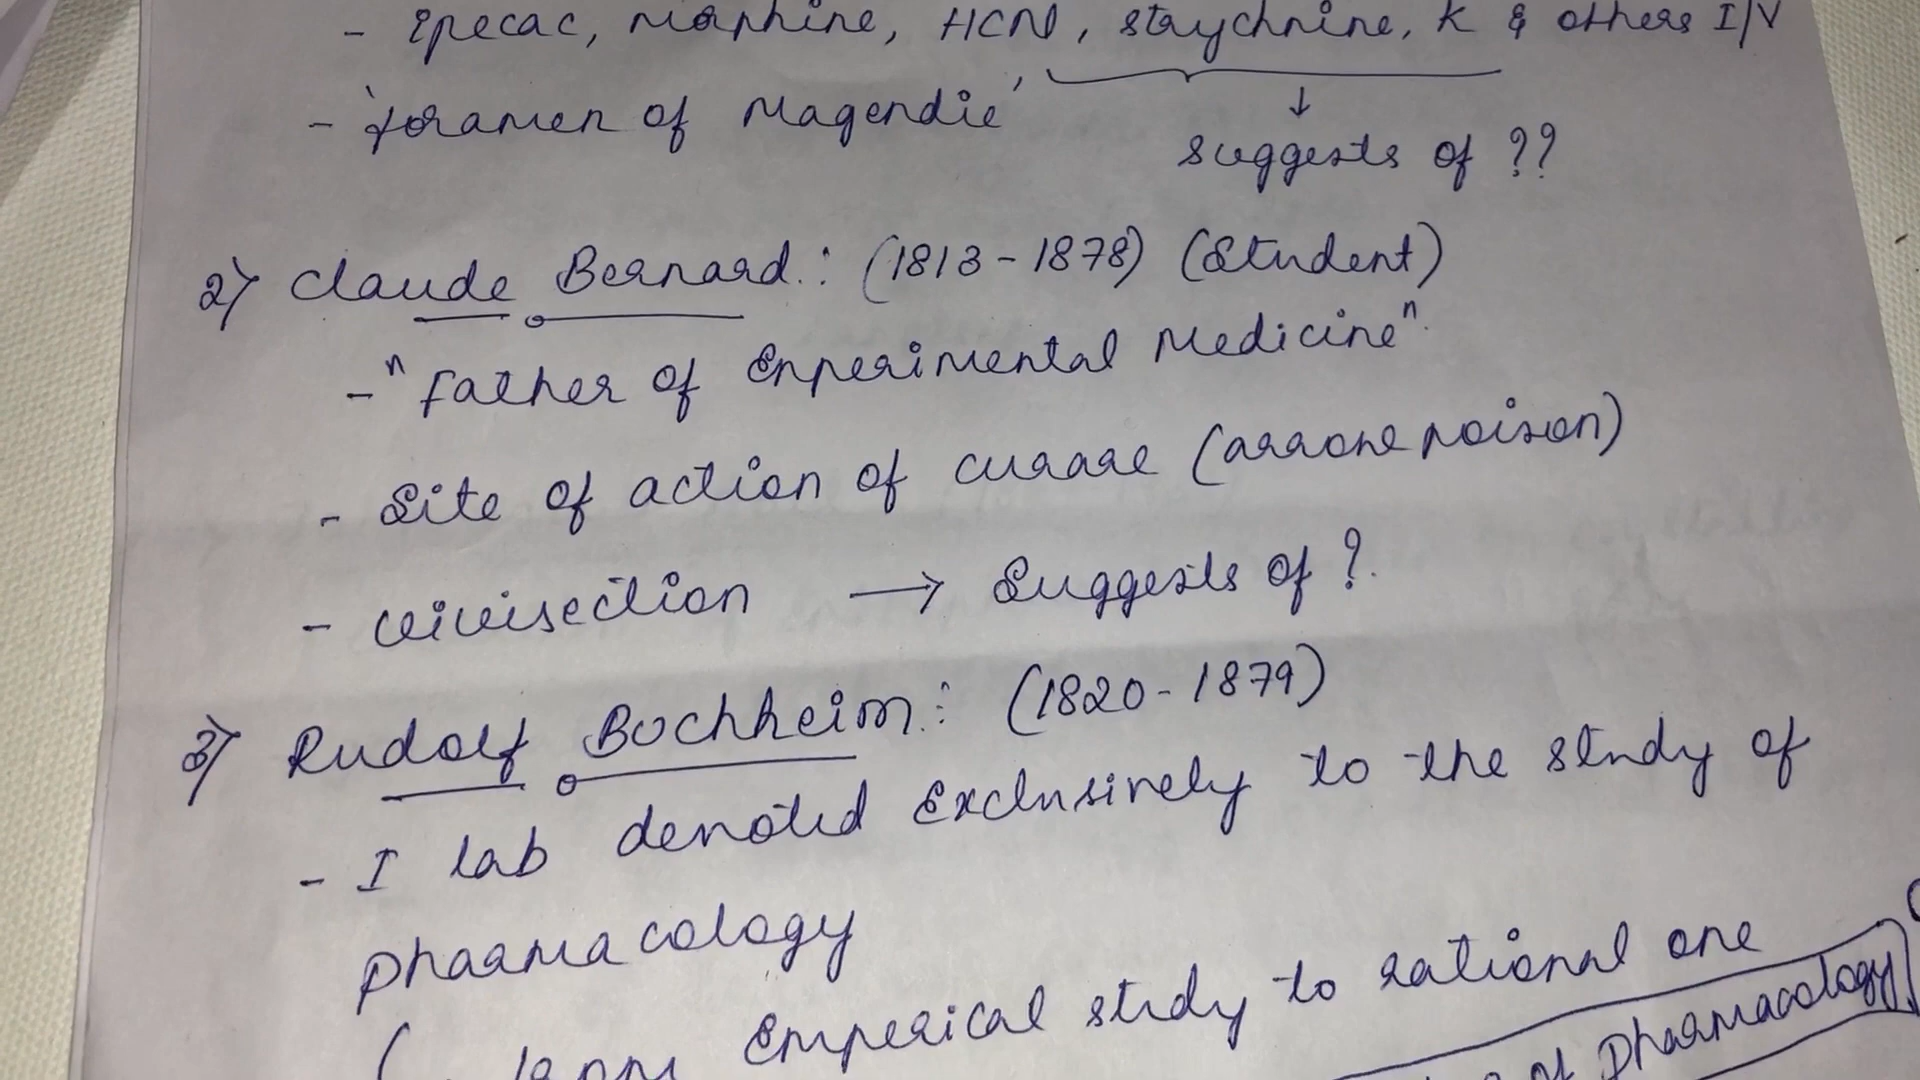 - Ipecac, Morphine, HCN, Strychnine, K & others I/V
- 'foramen of Magendie'
↓
suggests of ??
2) Claude Bernard : (1813 - 1878) (Student)
- "Father of Experimental Medicine"
- Site of action of curare (arrow poison)
- vivisection → Suggests of ?
3) Rudolf Buchheim : (1820 - 1879)
- I lab devoted Exclusively to the study of
pharmacology
( from Emperical study to rational one
of Pharmacology